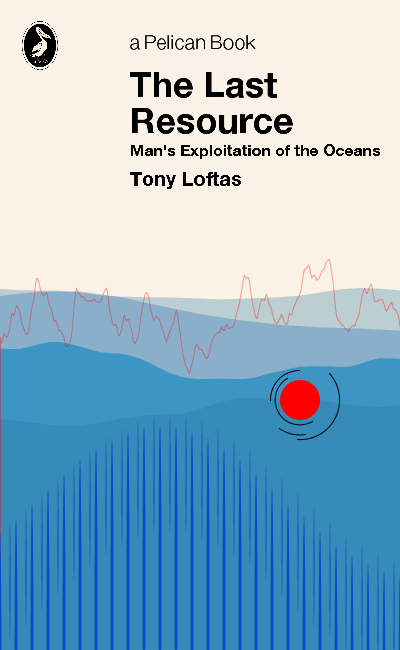 a Pelican Book
The Last
Resource
Man's Exploitation of the Oceans
Tony Loftas